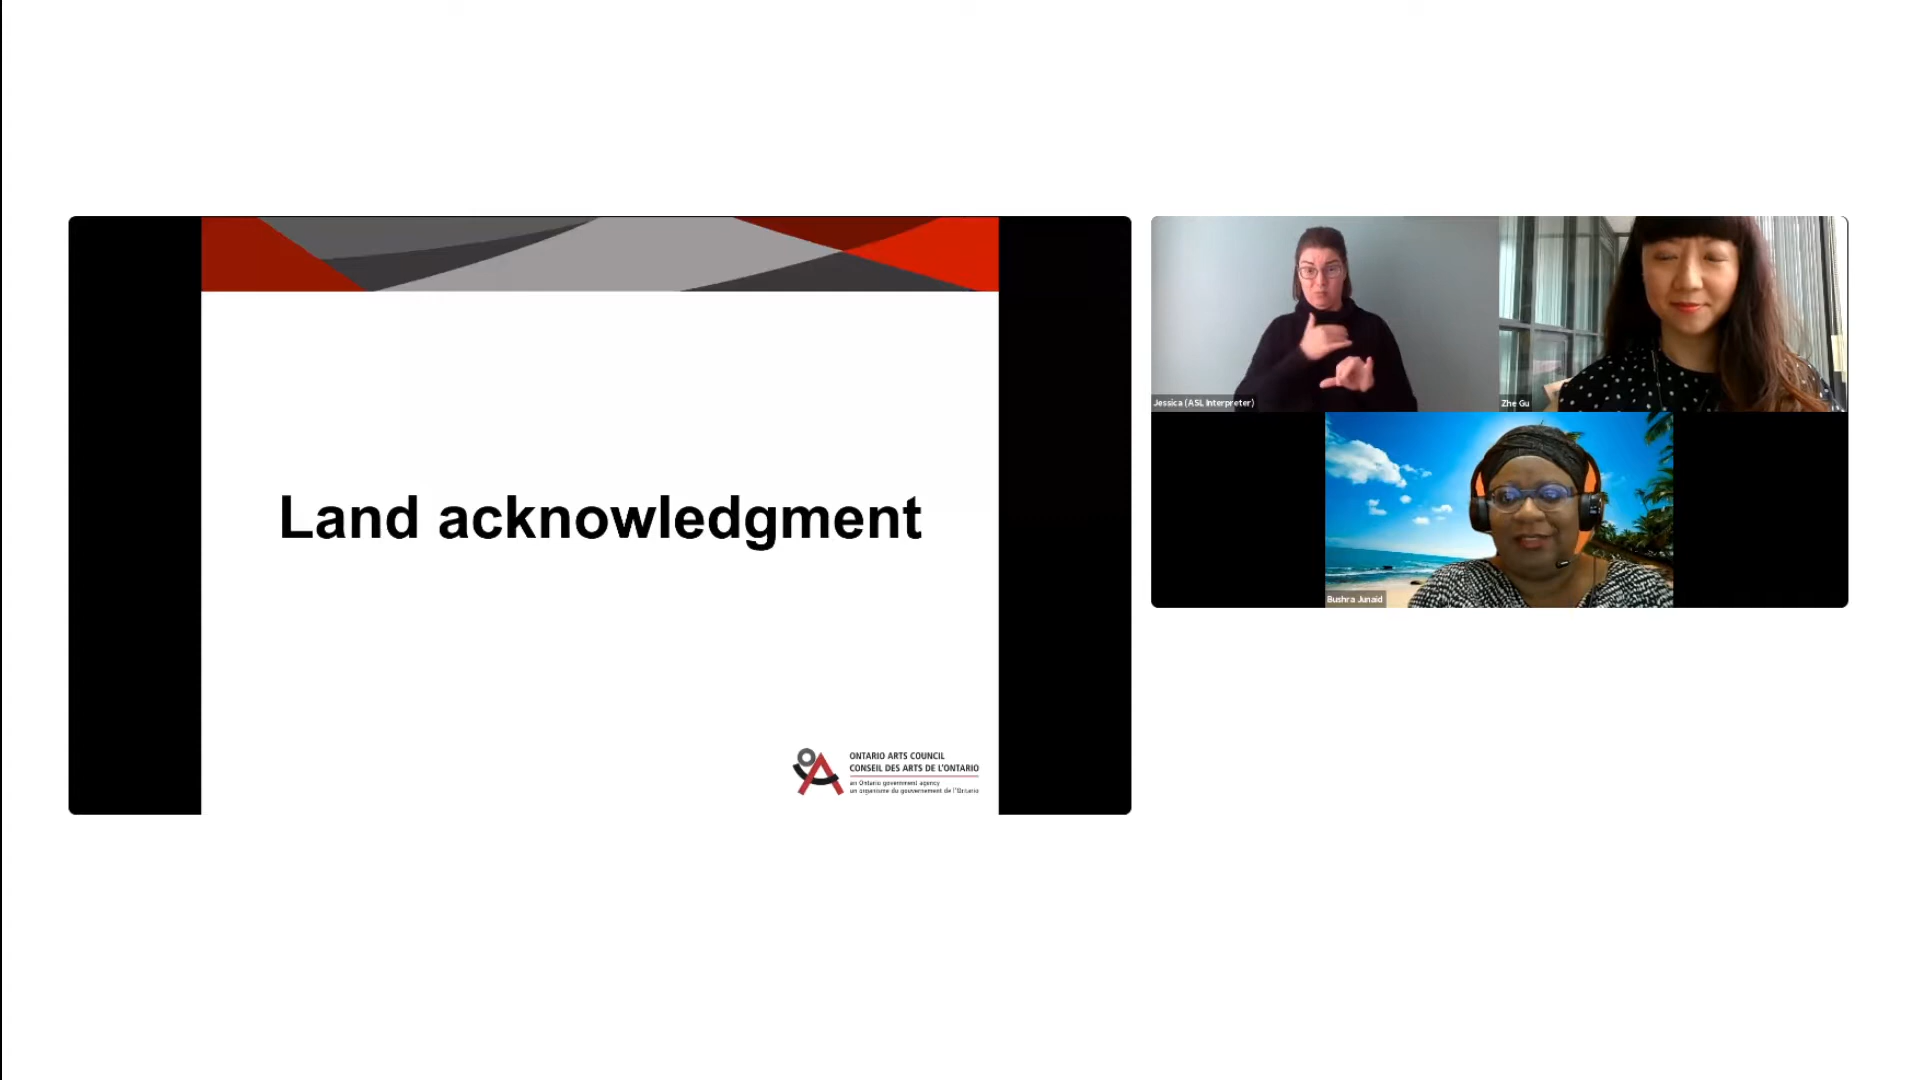 Land acknowledgment
ONTARIO ARTS COUNCIL
CONSEIL DES ARTS DE L'ONTARIO
an Ontario government agency
un organisme du gouvernement de l'Ontario
Jessica (ASL Interpreter)
Zhe Gu
Bushra Junaid